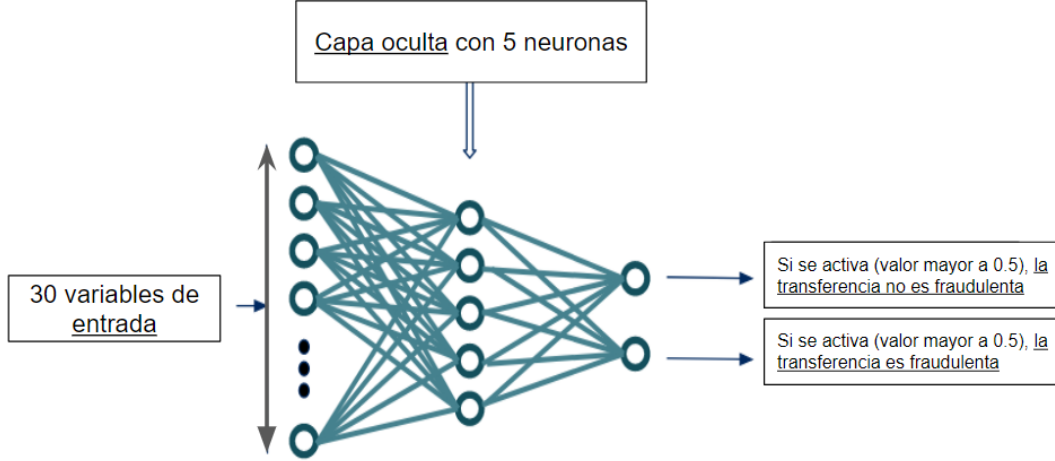 Capa oculta con 5 neuronas
30 variables de
entrada
Si se activa (valor mayor a 0.5), la
transferencia no es fraudulenta
Si se activa (valor mayor a 0.5), la
transferencia es fraudulenta